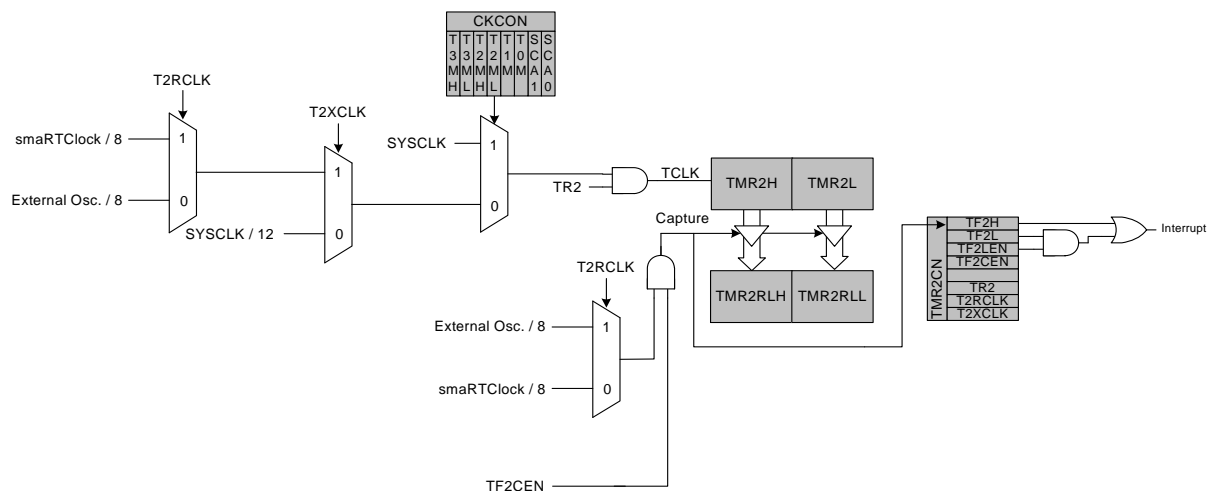 CKCON
T3MH T3ML T2MH T2ML T1M T0M SCA1 SCA0
T2RCLK
T2XCLK
smaRTClock / 8
1
External Osc. / 8
0
1
SYSCLK / 12
0
SYSCLK
1
0
TR2
TCLK
TMR2H
TMR2L
Capture
TMR2RLH
TMR2RLL
T2RCLK
External Osc. / 8
1
smaRTClock / 8
0
TF2CEN
TMR2CN
TF2H
TF2L
TF2LEN
TF2CEN
TR2
T2RCLK
T2XCLK
Interrupt